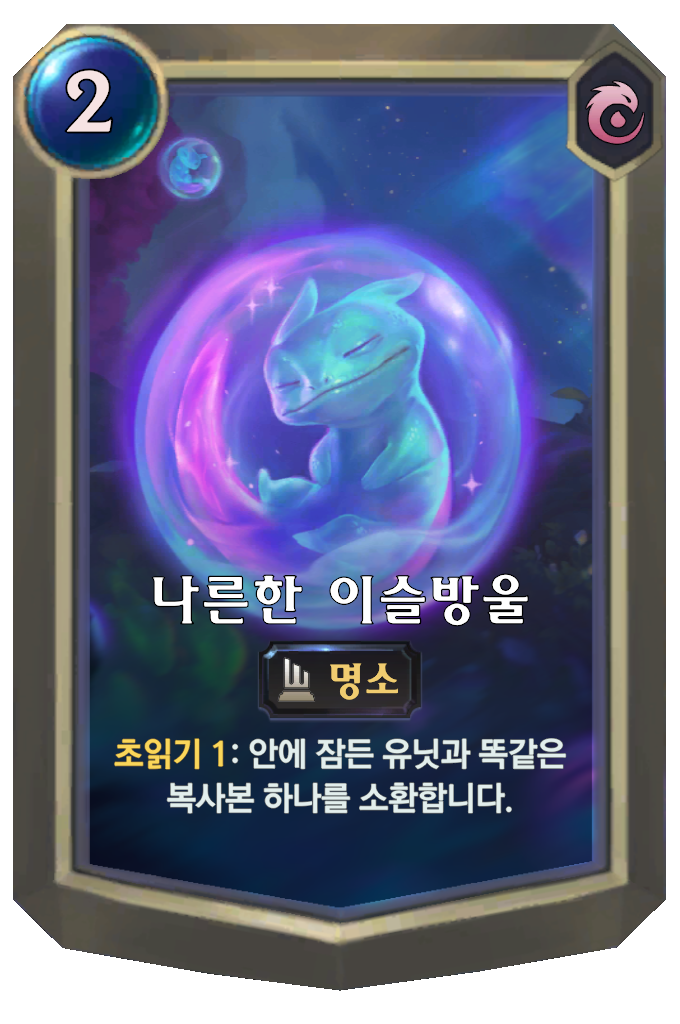 2
나른한 이슬방울
명소
초읽기 1: 안에 잠든 유닛과 똑같은
복사본 하나를 소환합니다.